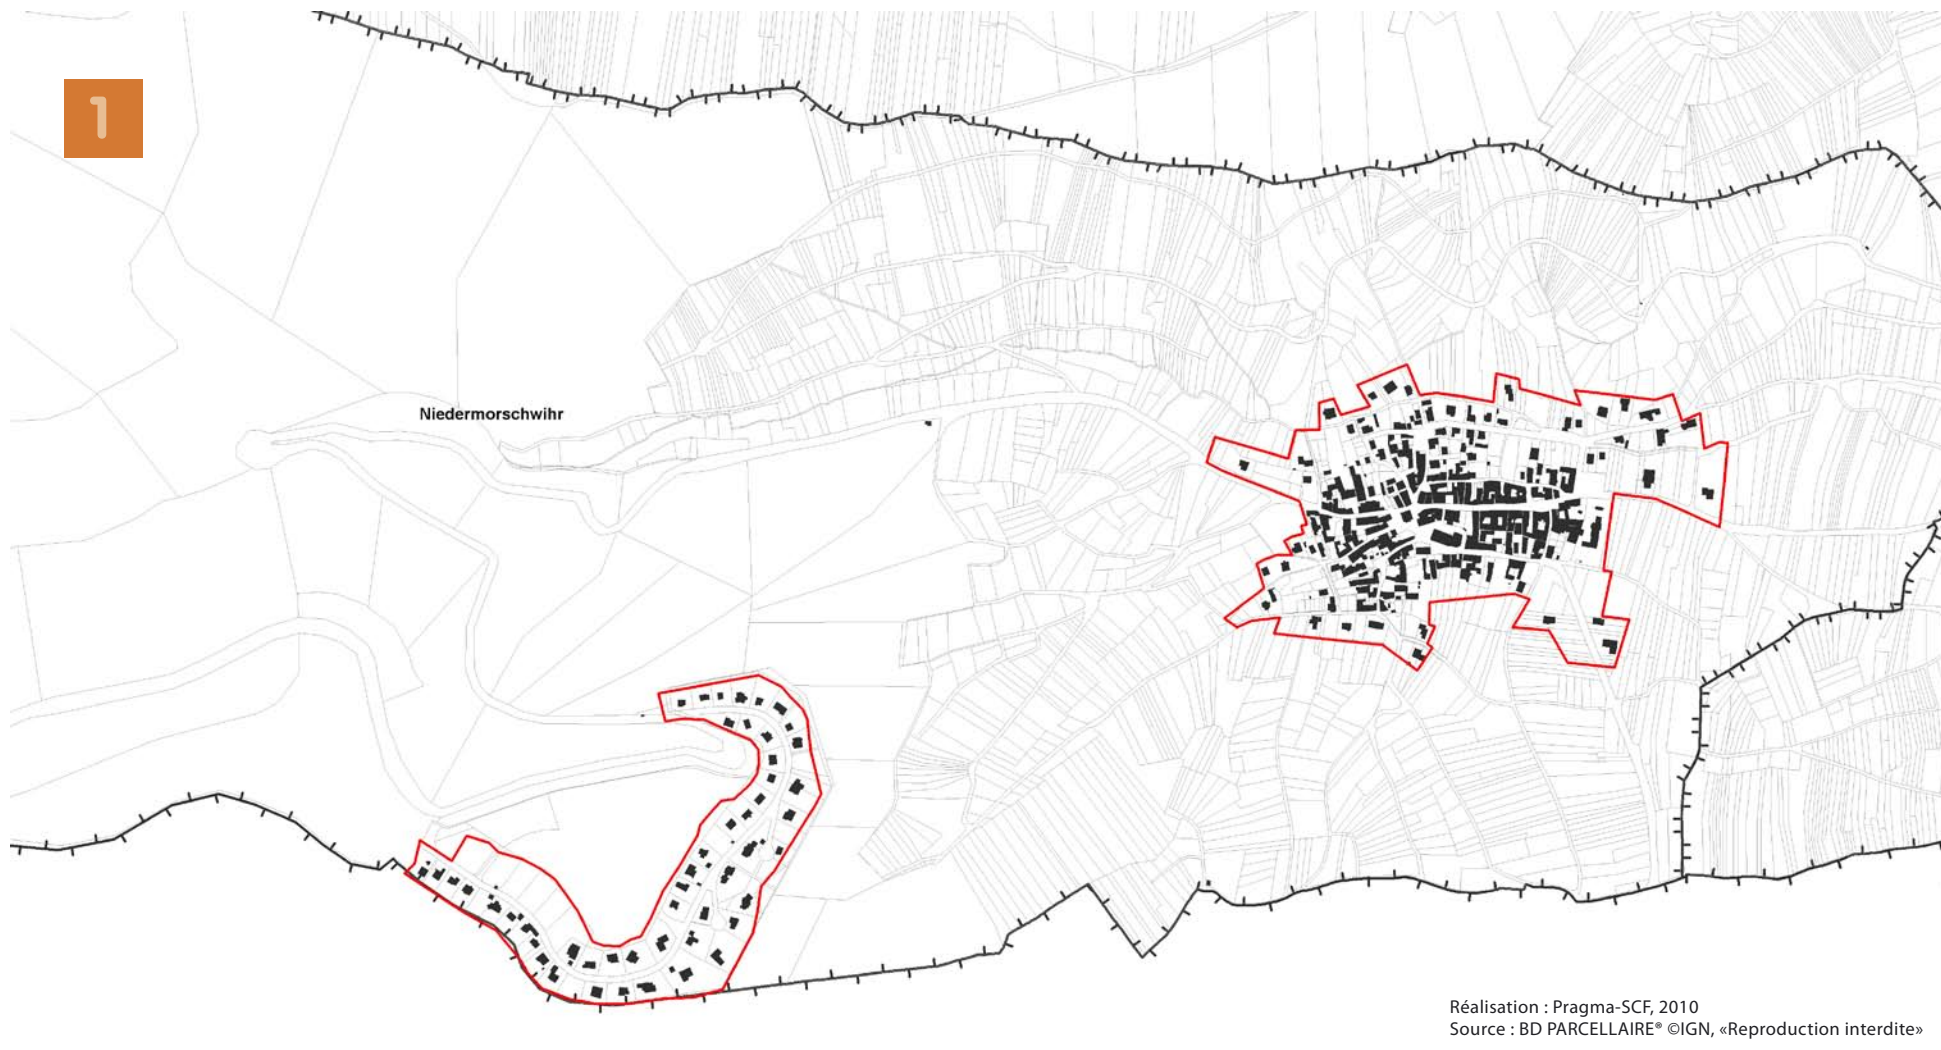 1
Niedermorschwihr
Réalisation : Pragma-SCF, 2010
Source : BD PARCELLAIRE® ©IGN, «Reproduction interdite»